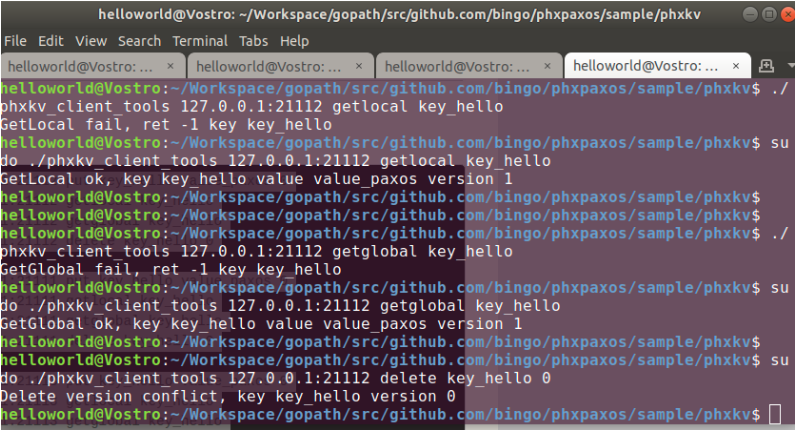 helloworld@Vostro: ~/Workspace/gopath/src/github.com/bingo/phxpaxos/sample/phxkv
File Edit View Search Terminal Tabs Help
helloworld@Vostro: ... × helloworld@Vostro: ... × helloworld@Vostro: ... × helloworld@Vostro: ... ×
helloworld@Vostro:~/Workspace/gopath/src/github.com/bingo/phxpaxos/sample/phxkv$ ./
phxkv_client_tools 127.0.0.1:21112 getlocal key_hello
GetLocal fail, ret -1 key key_hello
helloworld@Vostro:~/Workspace/gopath/src/github.com/bingo/phxpaxos/sample/phxkv$ su
do ./phxkv_client_tools 127.0.0.1:21112 getlocal key_hello
GetLocal ok, key key_hello value value_paxos version 1
helloworld@Vostro:~/Workspace/gopath/src/github.com/bingo/phxpaxos/sample/phxkv$
helloworld@Vostro:~/Workspace/gopath/src/github.com/bingo/phxpaxos/sample/phxkv$
helloworld@Vostro:~/Workspace/gopath/src/github.com/bingo/phxpaxos/sample/phxkv$ ./
phxkv_client_tools 127.0.0.1:21112 getglobal key_hello
GetGlobal fail, ret -1 key key_hello
helloworld@Vostro:~/Workspace/gopath/src/github.com/bingo/phxpaxos/sample/phxkv$ su
do ./phxkv_client_tools 127.0.0.1:21112 getglobal key_hello
GetGlobal ok, key key_hello value value_paxos version 1
helloworld@Vostro:~/Workspace/gopath/src/github.com/bingo/phxpaxos/sample/phxkv$
helloworld@Vostro:~/Workspace/gopath/src/github.com/bingo/phxpaxos/sample/phxkv$ su
do ./phxkv_client_tools 127.0.0.1:21112 delete key_hello 0
Delete version conflict, key key_hello version 0
helloworld@Vostro:~/Workspace/gopath/src/github.com/bingo/phxpaxos/sample/phxkv$